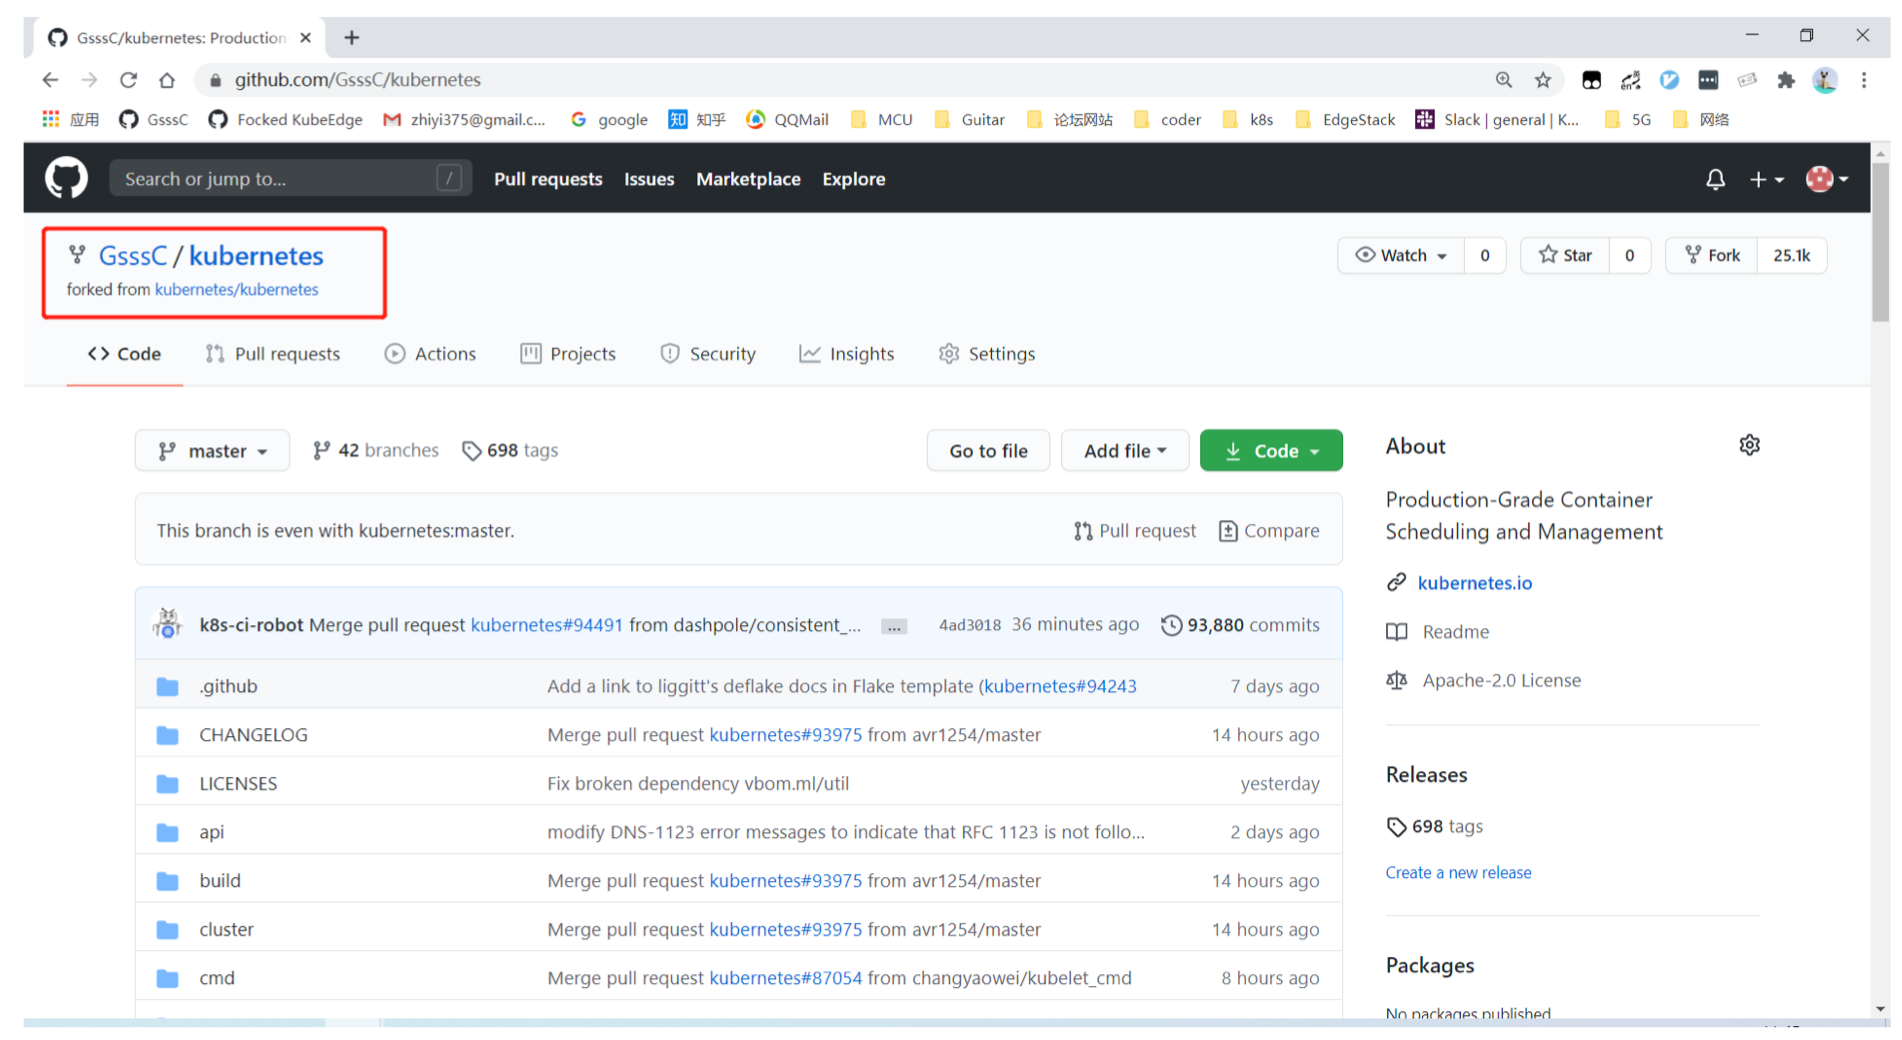 GsssC/kubernetes: Production
github.com/GsssC/kubernetes
应用 GsssC Focked KubeEdge zhiyi375@gmail.c... google 知乎 QQMail MCU Guitar 论坛网站 coder k8s EdgeStack Slack | general | K... 5G 网络
Search or jump to... / Pull requests Issues Marketplace Explore
GsssC / kubernetes
Watch 0 Star 0 Fork 25.1k
forked from kubernetes/kubernetes
Code Pull requests Actions Projects Security Insights Settings
master 42 branches 698 tags Go to file Add file Code
This branch is even with kubernetes:master. Pull request Compare
k8s-ci-robot Merge pull request kubernetes#94491 from dashpole/consistent_... ... 4ad3018 36 minutes ago 93,880 commits
.github Add a link to liggitt's deflake docs in Flake template (kubernetes#94243 7 days ago
CHANGELOG Merge pull request kubernetes#93975 from avr1254/master 14 hours ago
LICENSES Fix broken dependency vbom.ml/util yesterday
api modify DNS-1123 error messages to indicate that RFC 1123 is not follo... 2 days ago
build Merge pull request kubernetes#93975 from avr1254/master 14 hours ago
cluster Merge pull request kubernetes#93975 from avr1254/master 14 hours ago
cmd Merge pull request kubernetes#87054 from changyaowei/kubelet_cmd 8 hours ago
About
Production-Grade Container
Scheduling and Management
kubernetes.io
Readme
Apache-2.0 License
Releases
698 tags
Create a new release
Packages
No packages published